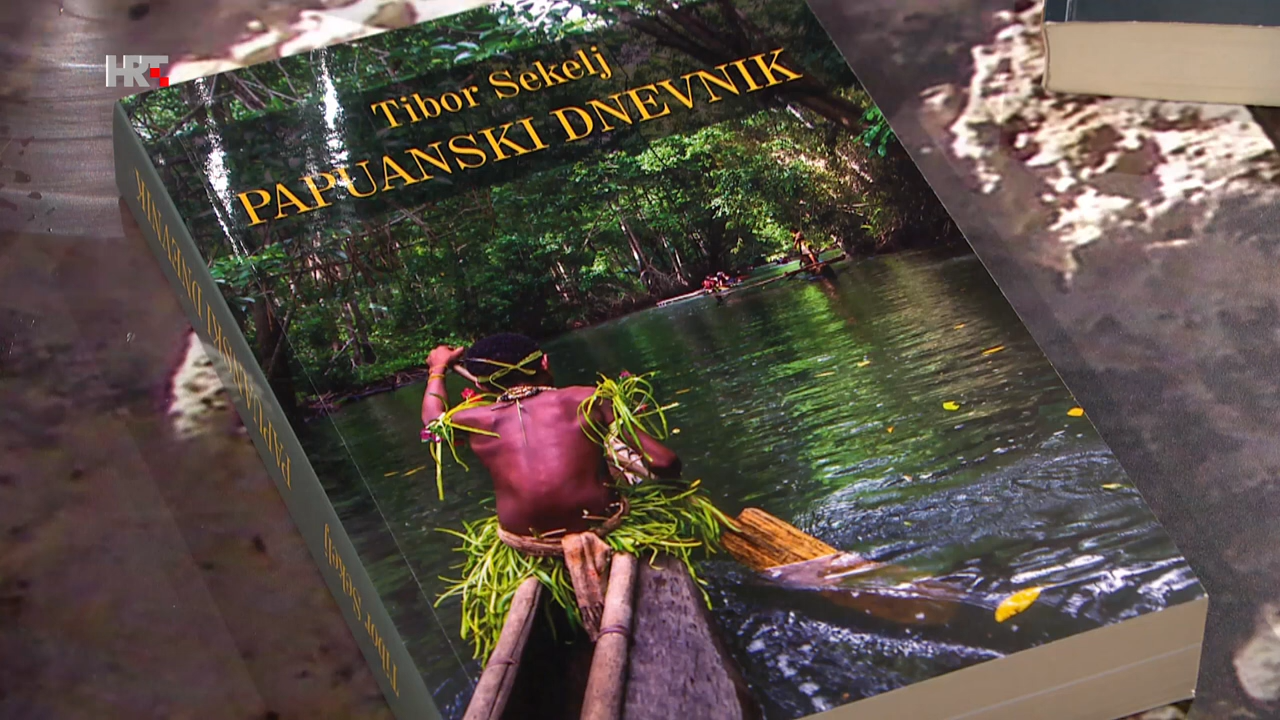 HRT
Tibor Sekelj
PAPUANSKI DNEVNIK
TIBOR SEKELJ PAPUANSKI DNEVNIK